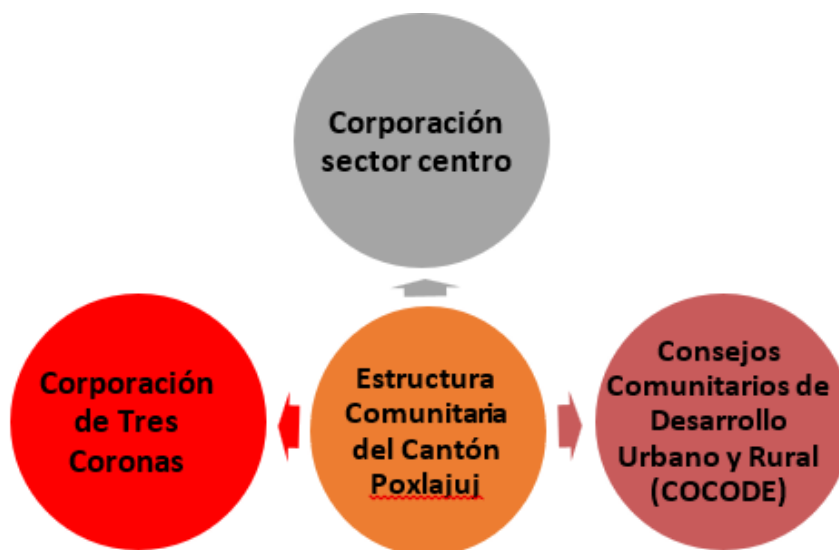 Corporación
sector centro
Corporación
de Tres
Coronas
Estructura
Comunitaria
del Cantón
Poxlajuj
Consejos
Comunitarios de
Desarrollo
Urbano y Rural
(COCODE)